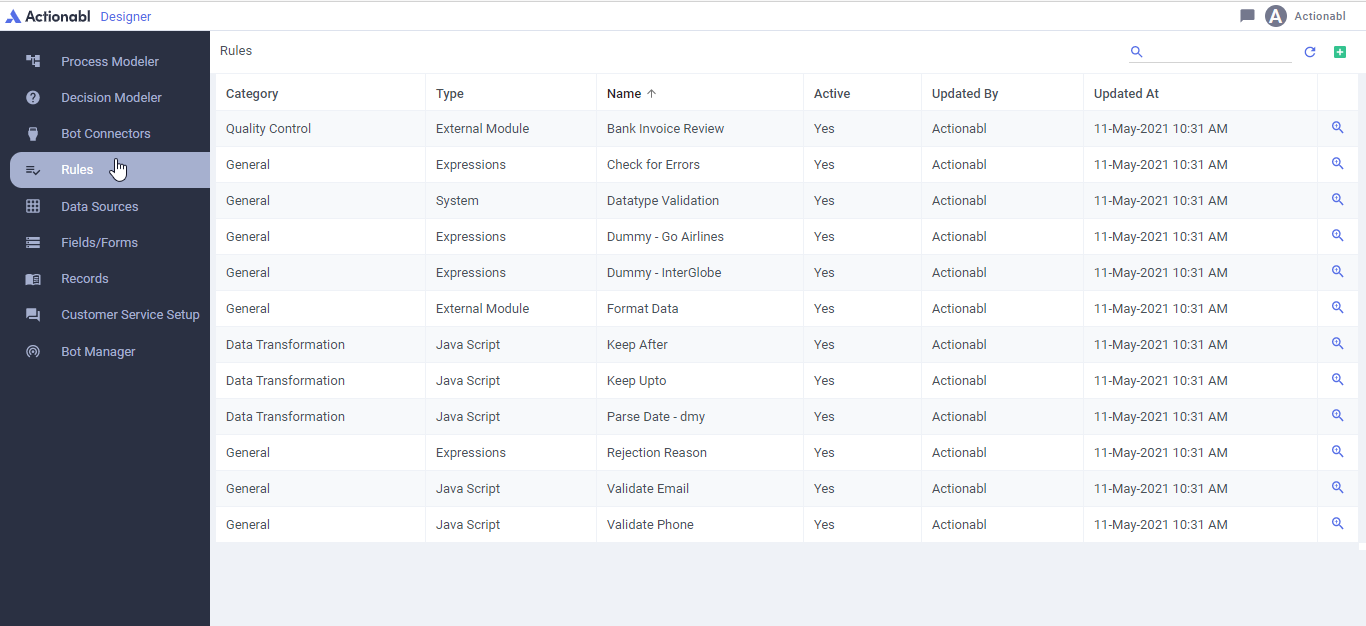 Actionabl Designer
A Actionabl
Process Modeler
Decision Modeler
Bot Connectors
Rules
Data Sources
Fields/Forms
Records
Customer Service Setup
Bot Manager
Rules
Category Type Name Active Updated By Updated At
Quality Control External Module Bank Invoice Review Yes Actionabl 11-May-2021 10:31 AM
General Expressions Check for Errors Yes Actionabl 11-May-2021 10:31 AM
General System Datatype Validation Yes Actionabl 11-May-2021 10:31 AM
General Expressions Dummy - Go Airlines Yes Actionabl 11-May-2021 10:31 AM
General Expressions Dummy - InterGlobe Yes Actionabl 11-May-2021 10:31 AM
General External Module Format Data Yes Actionabl 11-May-2021 10:31 AM
Data Transformation Java Script Keep After Yes Actionabl 11-May-2021 10:31 AM
Data Transformation Java Script Keep Upto Yes Actionabl 11-May-2021 10:31 AM
Data Transformation Java Script Parse Date - dmy Yes Actionabl 11-May-2021 10:31 AM
General Expressions Rejection Reason Yes Actionabl 11-May-2021 10:31 AM
General Java Script Validate Email Yes Actionabl 11-May-2021 10:31 AM
General Java Script Validate Phone Yes Actionabl 11-May-2021 10:31 AM